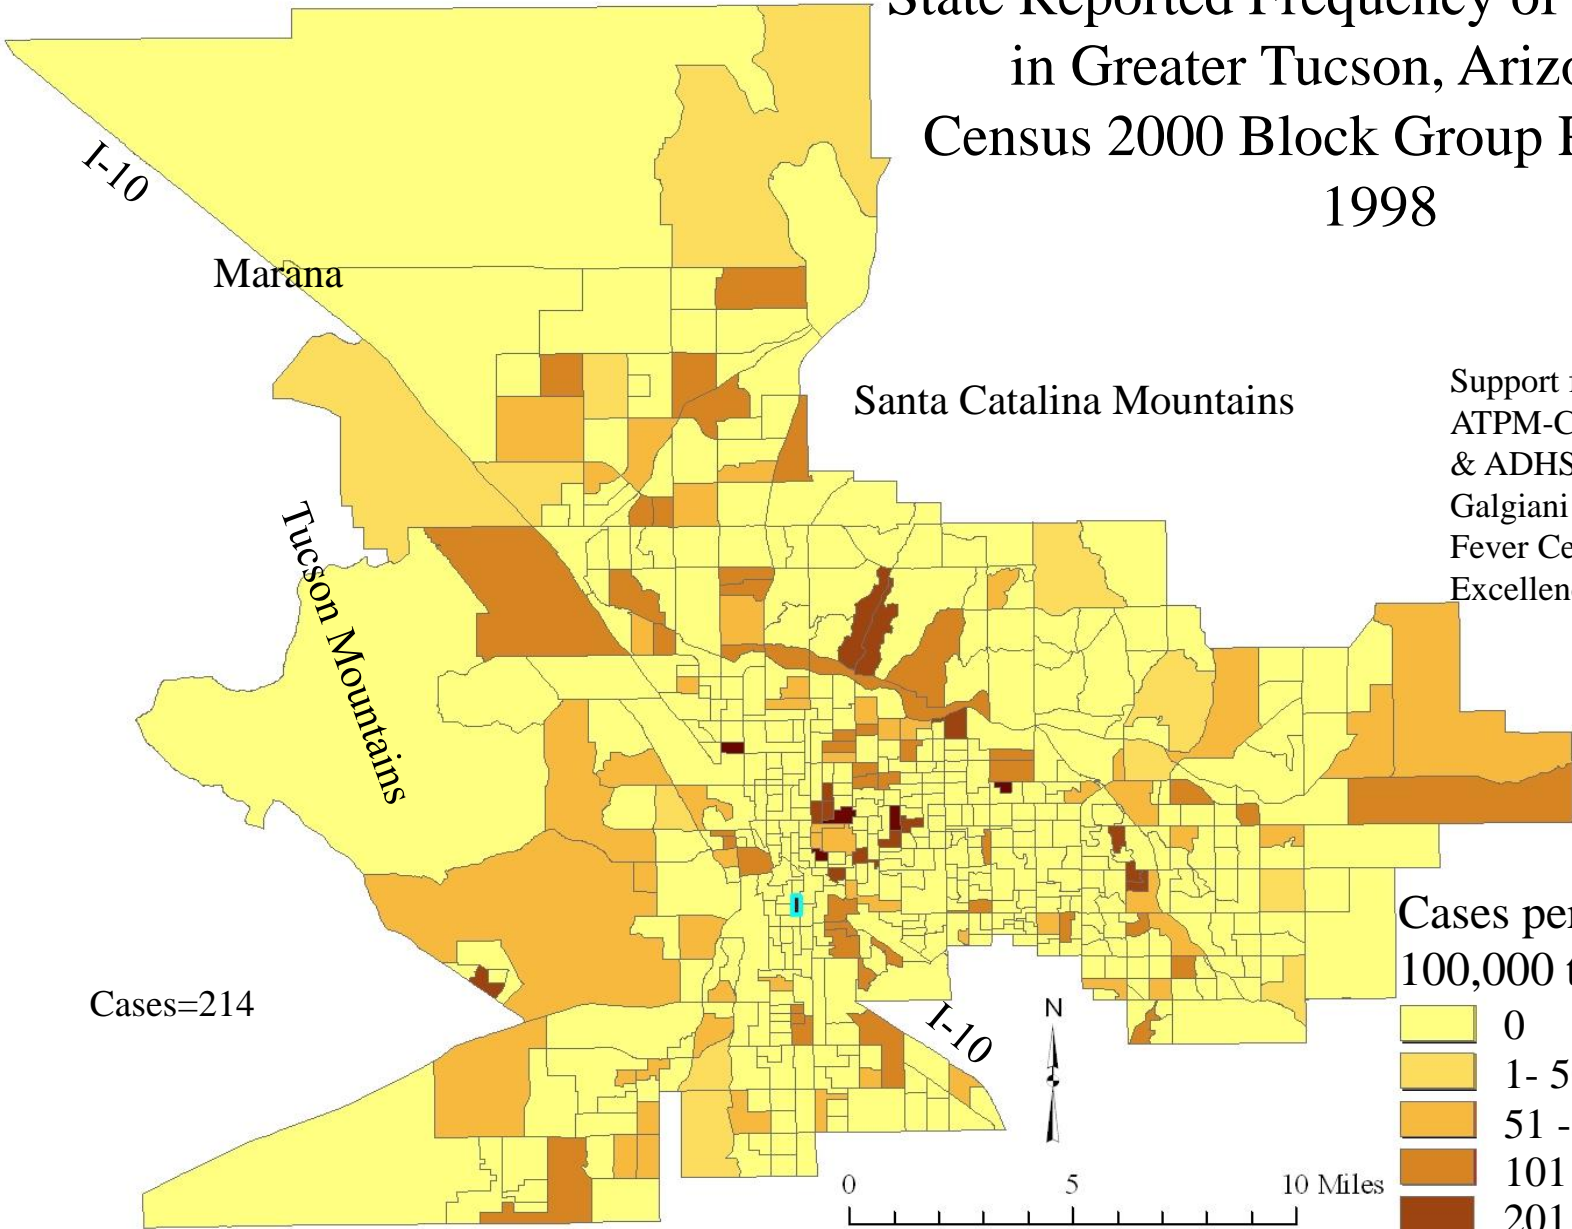 State Reported Frequency of
in Greater Tucson, Arizo
Census 2000 Block Group
1998
I-10
Marana
Santa Catalina Mountains
Support
ATPM-C
& ADHS
Galgiani
Fever Ce
Excellen
Tucson Mountains
Cases=214
I-10
N
Cases per
100,000
0
1- 5
51 -
101
201
0 5 10 Miles